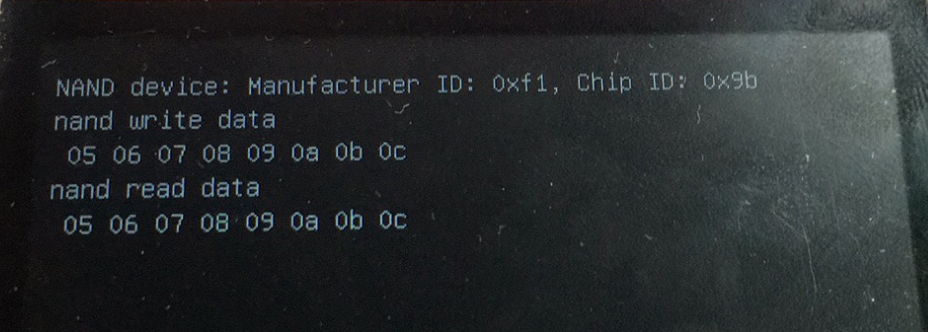 NAND device: Manufacturer ID: 0xf1, Chip ID: 0x9b
nand write data
05 06 07 08 09 0a 0b 0c
nand read data
05 06 07 08 09 0a 0b 0c